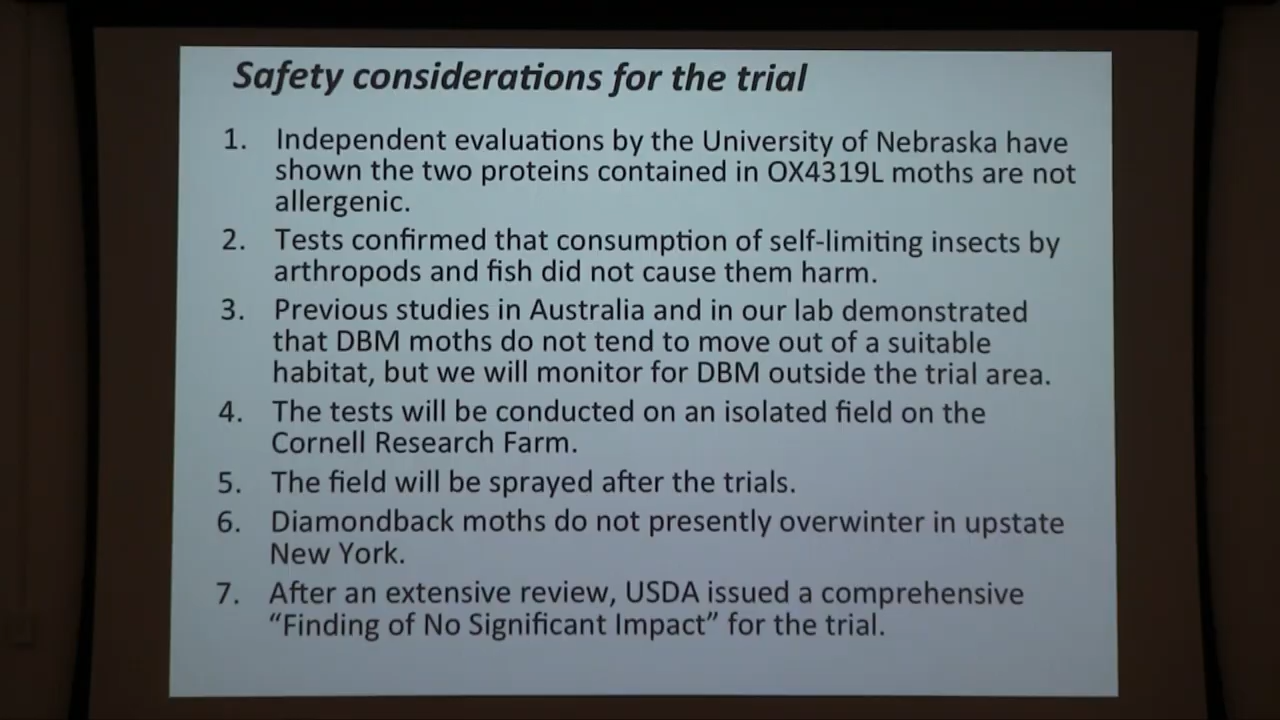 Safety considerations for the trial
1. Independent evaluations by the University of Nebraska have
shown the two proteins contained in OX4319L moths are not
allergenic.
2. Tests confirmed that consumption of self-limiting insects by
arthropods and fish did not cause them harm.
3. Previous studies in Australia and in our lab demonstrated
that DBM moths do not tend to move out of a suitable
habitat, but we will monitor for DBM outside the trial area.
4. The tests will be conducted on an isolated field on the
Cornell Research Farm.
5. The field will be sprayed after the trials.
6. Diamondback moths do not presently overwinter in upstate
New York.
7. After an extensive review, USDA issued a comprehensive
“Finding of No Significant Impact” for the trial.